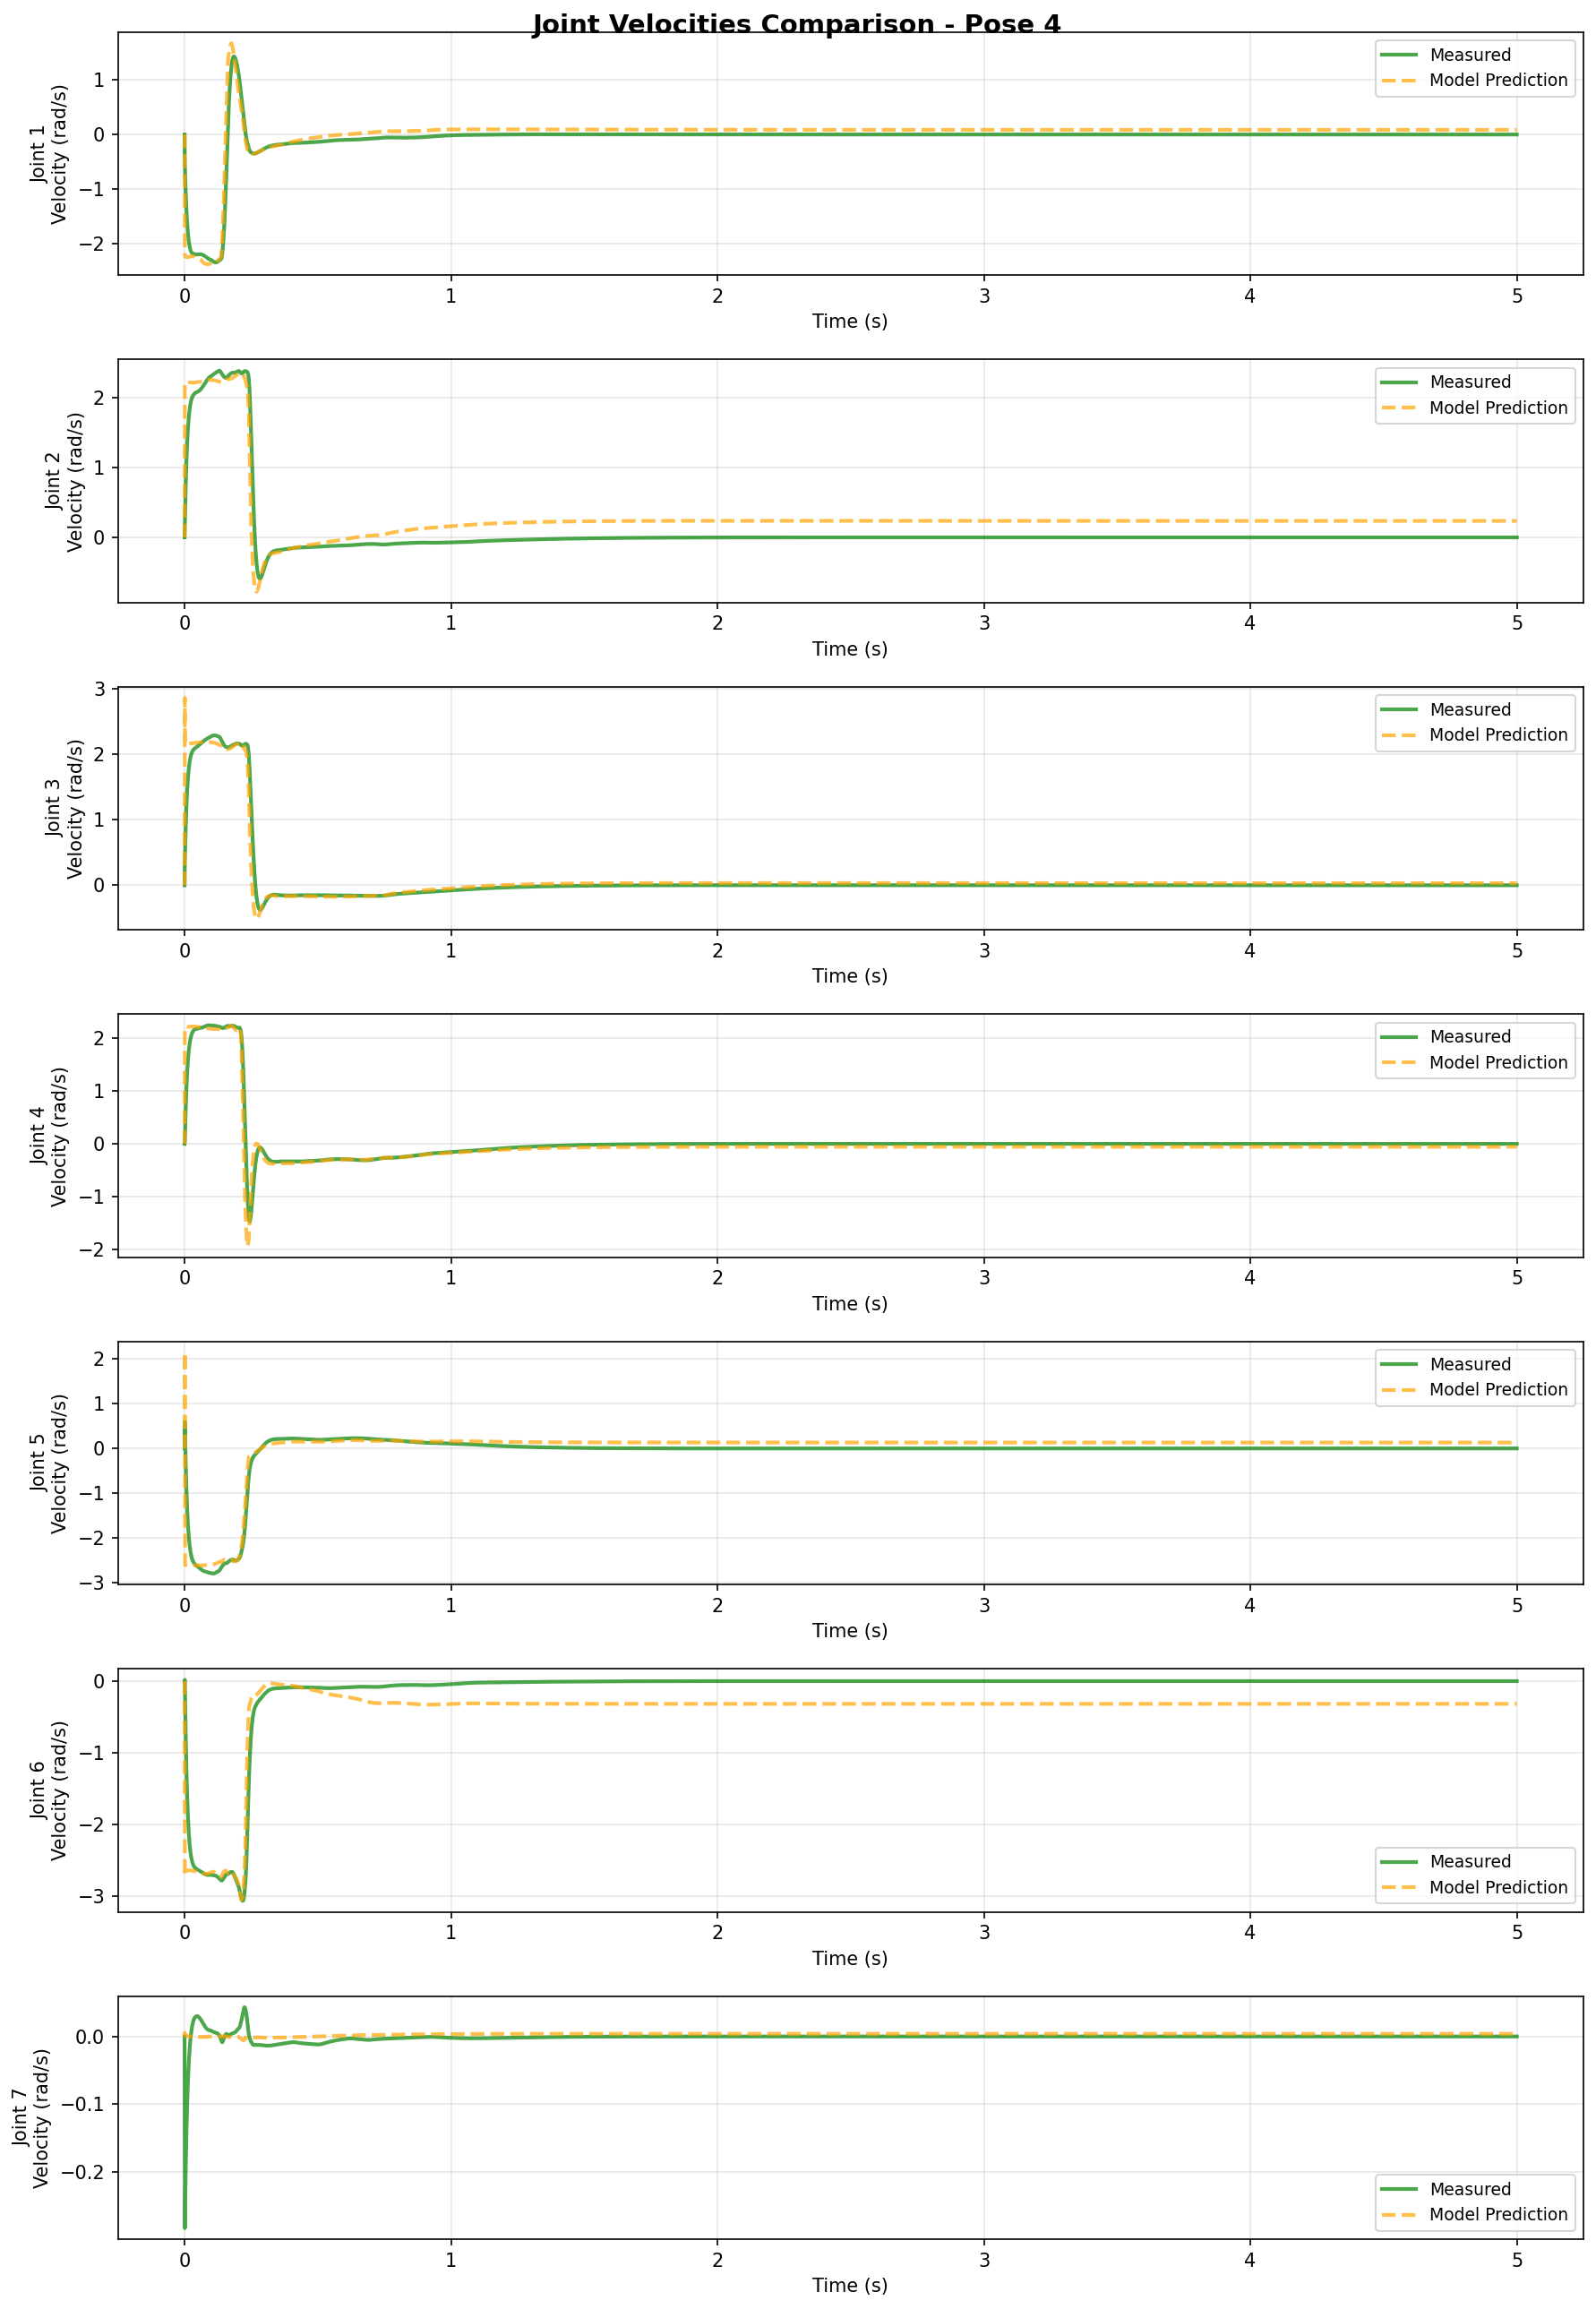 Joint Velocities Comparison - Pose 4
Joint 1
Velocity (rad/s)
1
0
−1
−2
Measured
Model Prediction
0 1 2 3 4 5
Time (s)
Joint 2
Velocity (rad/s)
2
1
0
Measured
Model Prediction
0 1 2 3 4 5
Time (s)
Joint 3
Velocity (rad/s)
3
2
1
0
Measured
Model Prediction
0 1 2 3 4 5
Time (s)
Joint 4
Velocity (rad/s)
2
1
0
−1
−2
Measured
Model Prediction
0 1 2 3 4 5
Time (s)
Joint 5
Velocity (rad/s)
2
1
0
−1
−2
−3
Measured
Model Prediction
0 1 2 3 4 5
Time (s)
Joint 6
Velocity (rad/s)
0
−1
−2
−3
Measured
Model Prediction
0 1 2 3 4 5
Time (s)
Joint 7
Velocity (rad/s)
0.0
−0.1
−0.2
Measured
Model Prediction
0 1 2 3 4 5
Time (s)